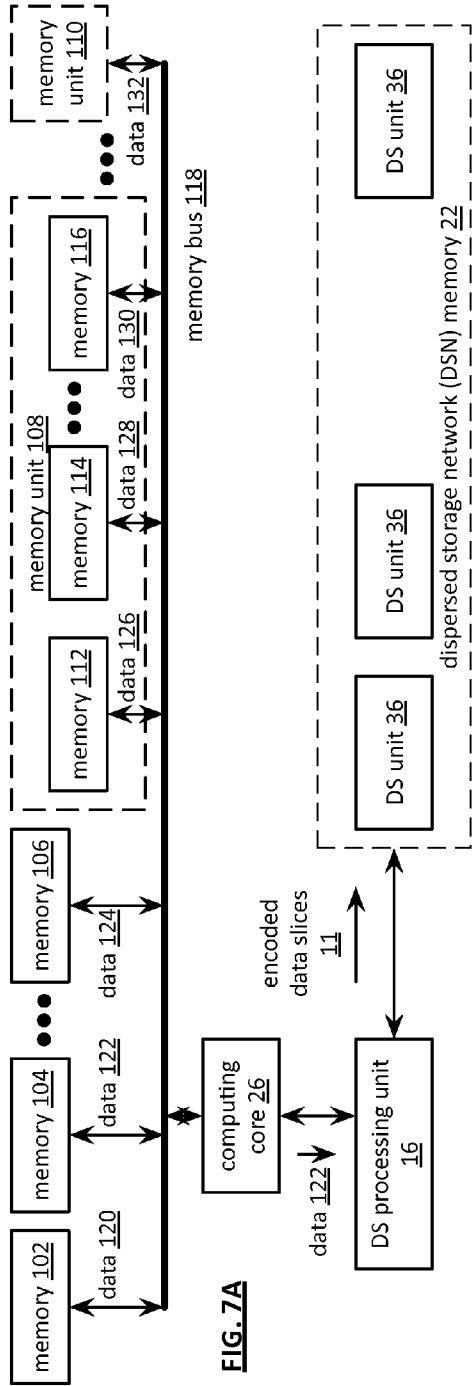 memory 102
data 120
memory 104
data 122
memory 106
data 124
memory unit 108
memory 112
data 126
memory 114
data 128
memory 116
data 130
memory
unit 110
data 132
memory bus 118
FIG. 7A
computing
core 26
data 122
DS processing unit
16
encoded
data slices
11
DS unit 36
DS unit 36
DS unit 36
dispersed storage network (DSN) memory 22